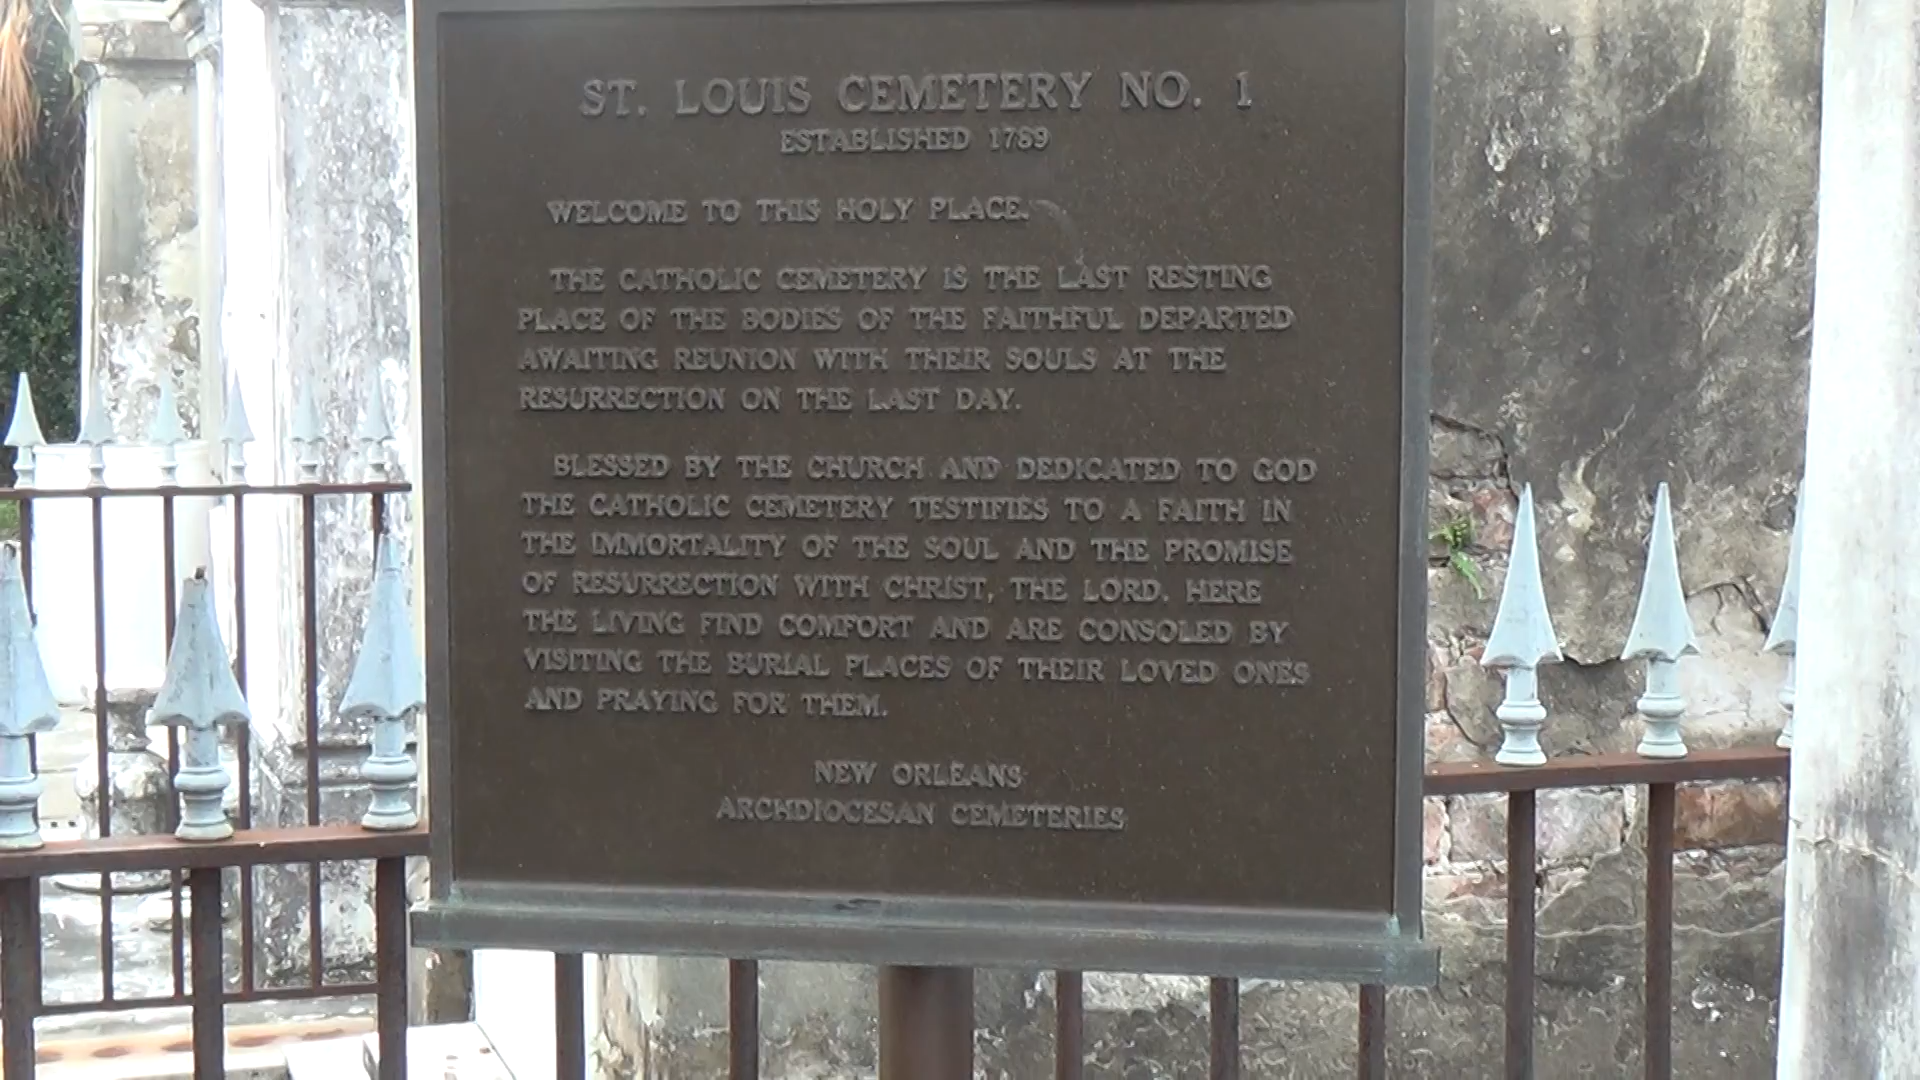 ST. LOUIS CEMETERY NO. 1
ESTABLISHED 1789
WELCOME TO THIS HOLY PLACE.
THE CATHOLIC CEMETERY IS THE LAST RESTING
PLACE OF THE BODIES OF THE FAITHFUL DEPARTED
AWAITING REUNION WITH THEIR SOULS AT THE
RESURRECTION ON THE LAST DAY.
BLESSED BY THE CHURCH AND DEDICATED TO GOD
THE CATHOLIC CEMETERY TESTIFIES TO A FAITH IN
THE IMMORTALITY OF THE SOUL AND THE PROMISE
OF RESURRECTION WITH CHRIST, THE LORD. HERE
THE LIVING FIND COMFORT AND ARE CONSOLED BY
VISITING THE BURIAL PLACES OF THEIR LOVED ONES
AND PRAYING FOR THEM.
NEW ORLEANS
ARCHDIOCESAN CEMETERIES